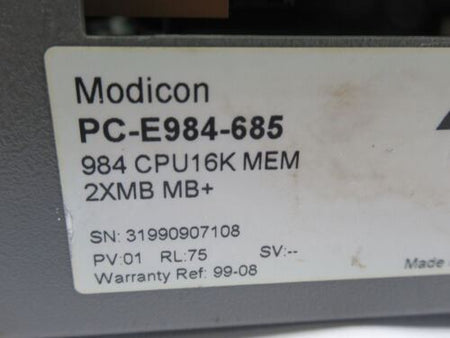 Modicon
PC-E984-685
984 CPU16K MEM
2XMB MB+
SN: 31990907108
PV:01 RL:75 SV:--
Warranty Ref: 99-08
Made